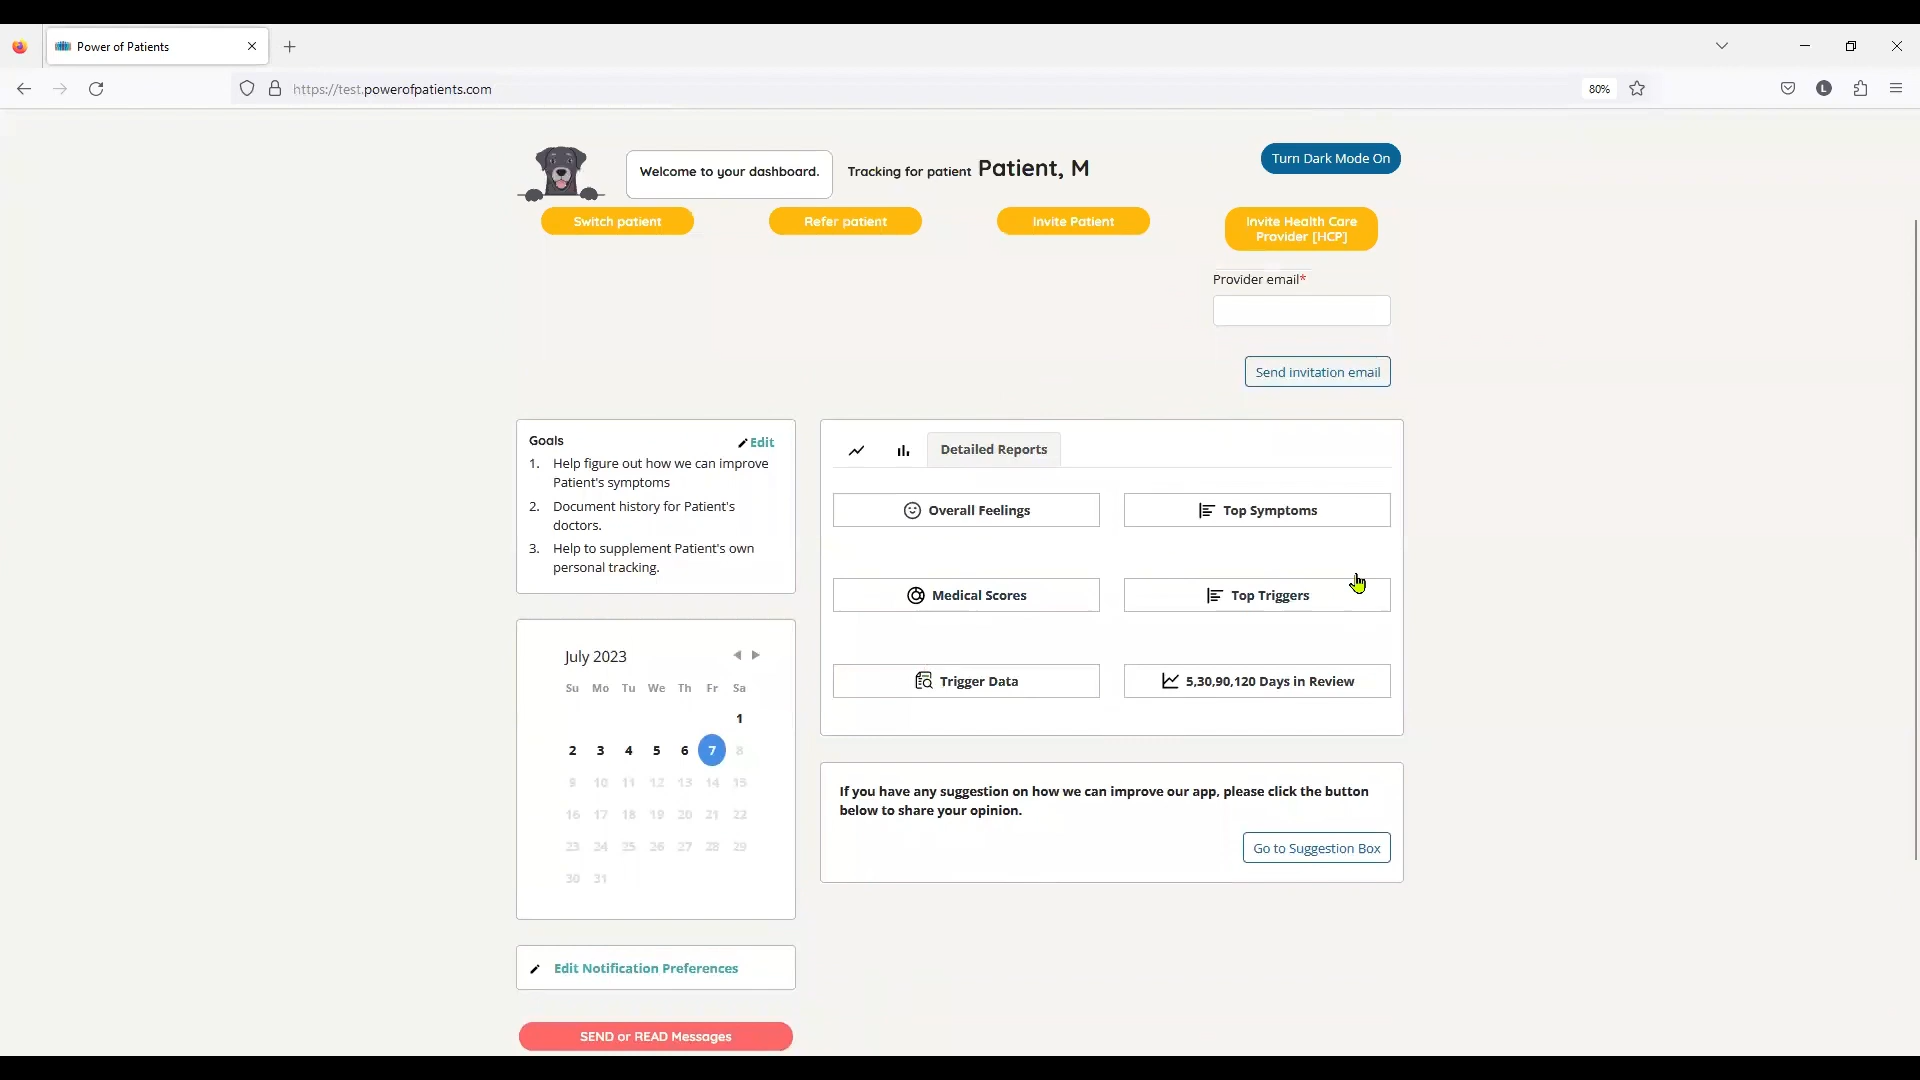 Power of Patients
https://test.powerofpatients.com
80%
L
Welcome to your dashboard.
Tracking for patient Patient, M
Turn Dark Mode On
Switch patient
Refer patient
Invite Patient
Invite Health Care
Provider [HCP]
Provider email*
Send invitation email
Goals
Edit
1. Help figure out how we can improve
Patient's symptoms
2. Document history for Patient's
doctors.
3. Help to supplement Patient's own
personal tracking.
Detailed Reports
Overall Feelings
Top Symptoms
Medical Scores
Top Triggers
Trigger Data
5,30,90,120 Days in Review
July 2023
Su Mo Tu We Th Fr Sa
1
2 3 4 5 6 7 8
9 10 11 12 13 14 15
16 17 18 19 20 21 22
23 24 25 26 27 28 29
30 31
If you have any suggestion on how we can improve our app, please click the button
below to share your opinion.
Go to Suggestion Box
Edit Notification Preferences
SEND or READ Messages